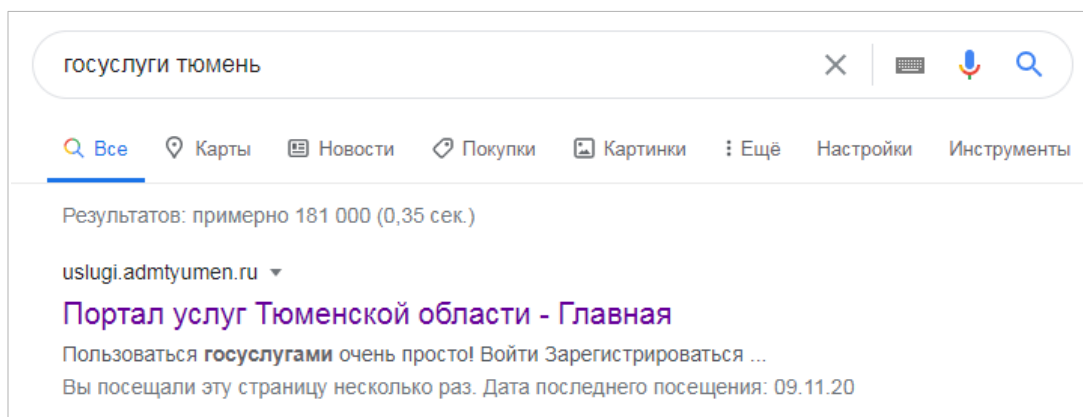 госуслуги тюмень
Все Карты Новости Покупки Картинки Ещё Настройки Инструменты
Результатов: примерно 181 000 (0,35 сек.)
uslugi.admtyumen.ru
Портал услуг Тюменской области - Главная
Пользоваться госуслугами очень просто! Войти Зарегистрироваться ...
Вы посещали эту страницу несколько раз. Дата последнего посещения: 09.11.20